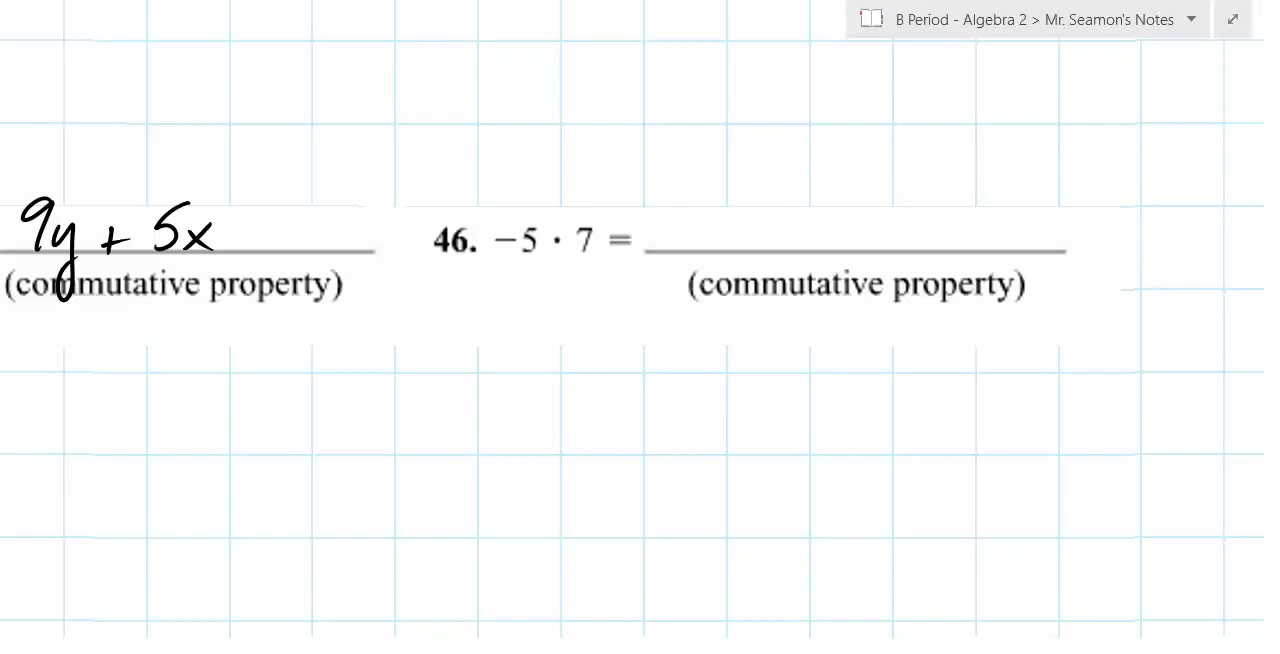 B Period - Algebra 2 > Mr. Seamon's Notes
9y + 5x
46. −5 · 7 =
(commutative property) (commutative property)